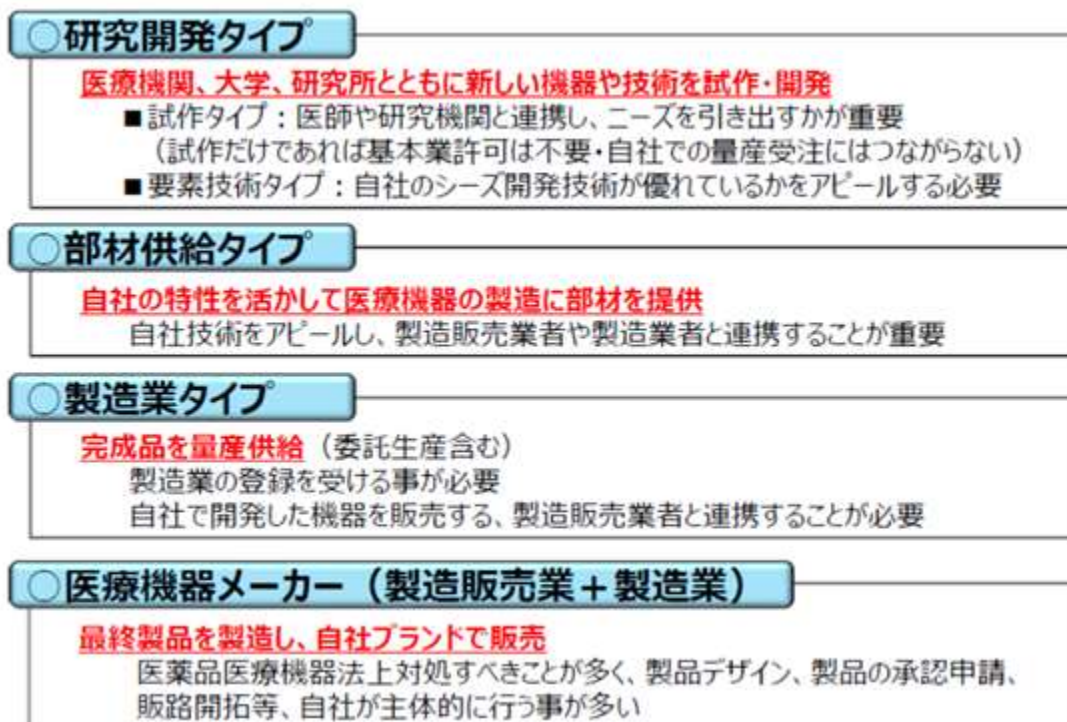 ○研究開発タイプ
医療機関、大学、研究所とともに新しい機器や技術を試作・開発
■試作タイプ：医師や研究機関と連携し、ニーズを引き出すかが重要
（試作だけであれば基本業許可は不要・自社での量産受注にはつながらない）
■要素技術タイプ：自社のシーズ開発技術が優れているかをアピールする必要
○部材供給タイプ
自社の特性を活かして医療機器の製造に部材を提供
自社技術をアピールし、製造販売業者や製造業者と連携することが重要
○製造業タイプ
完成品を量産供給（委託生産含む）
製造業の登録を受ける事が必要
自社で開発した機器を販売する、製造販売業者と連携することが必要
○医療機器メーカー（製造販売業＋製造業）
最終製品を製造し、自社ブランドで販売
医薬品医療機器法上対処すべきことが多く、製品デザイン、製品の承認申請、
販路開拓等、自社が主体的に行う事が多い